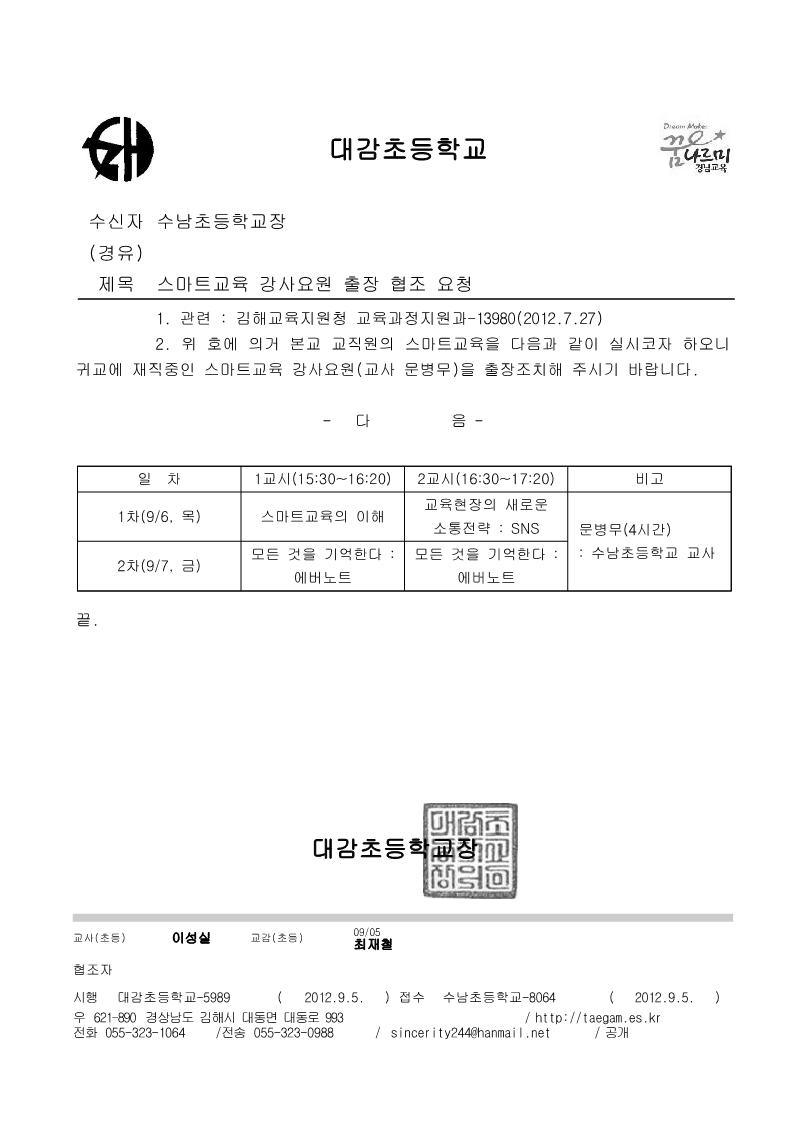 대감초등학교
Dream Maker
꿈나르미
경남교육
수신자 수남초등학교장
(경유)
제목 스마트교육 강사요원 출장 협조 요청
1. 관련 : 김해교육지원청 교육과정지원과-13980(2012.7.27)
2. 위 호에 의거 본교 교직원의 스마트교육을 다음과 같이 실시코자 하오니
귀교에 재직중인 스마트교육 강사요원(교사 문병무)을 출장조치해 주시기 바랍니다.
- 다 음 -
일 차 1교시(15:30~16:20) 2교시(16:30~17:20) 비고
1차(9/6, 목) 스마트교육의 이해 교육현장의 새로운
소통전략 : SNS
문병무(4시간)
: 수남초등학교 교사
2차(9/7, 금) 모든 것을 기억한다 :
에버노트
모든 것을 기억한다 :
에버노트
끝.
대감초등학교장
대감초
등학교
장의인
교사(초등) 이성실 교감(초등) 09/05
최재철
협조자
시행 대감초등학교-5989 ( 2012.9.5. ) 접수 수남초등학교-8064 ( 2012.9.5. )
우 621-890 경상남도 김해시 대동면 대동로 993 / http://taegam.es.kr
전화 055-323-1064 /전송 055-323-0988 / sincerity244@hanmail.net / 공개